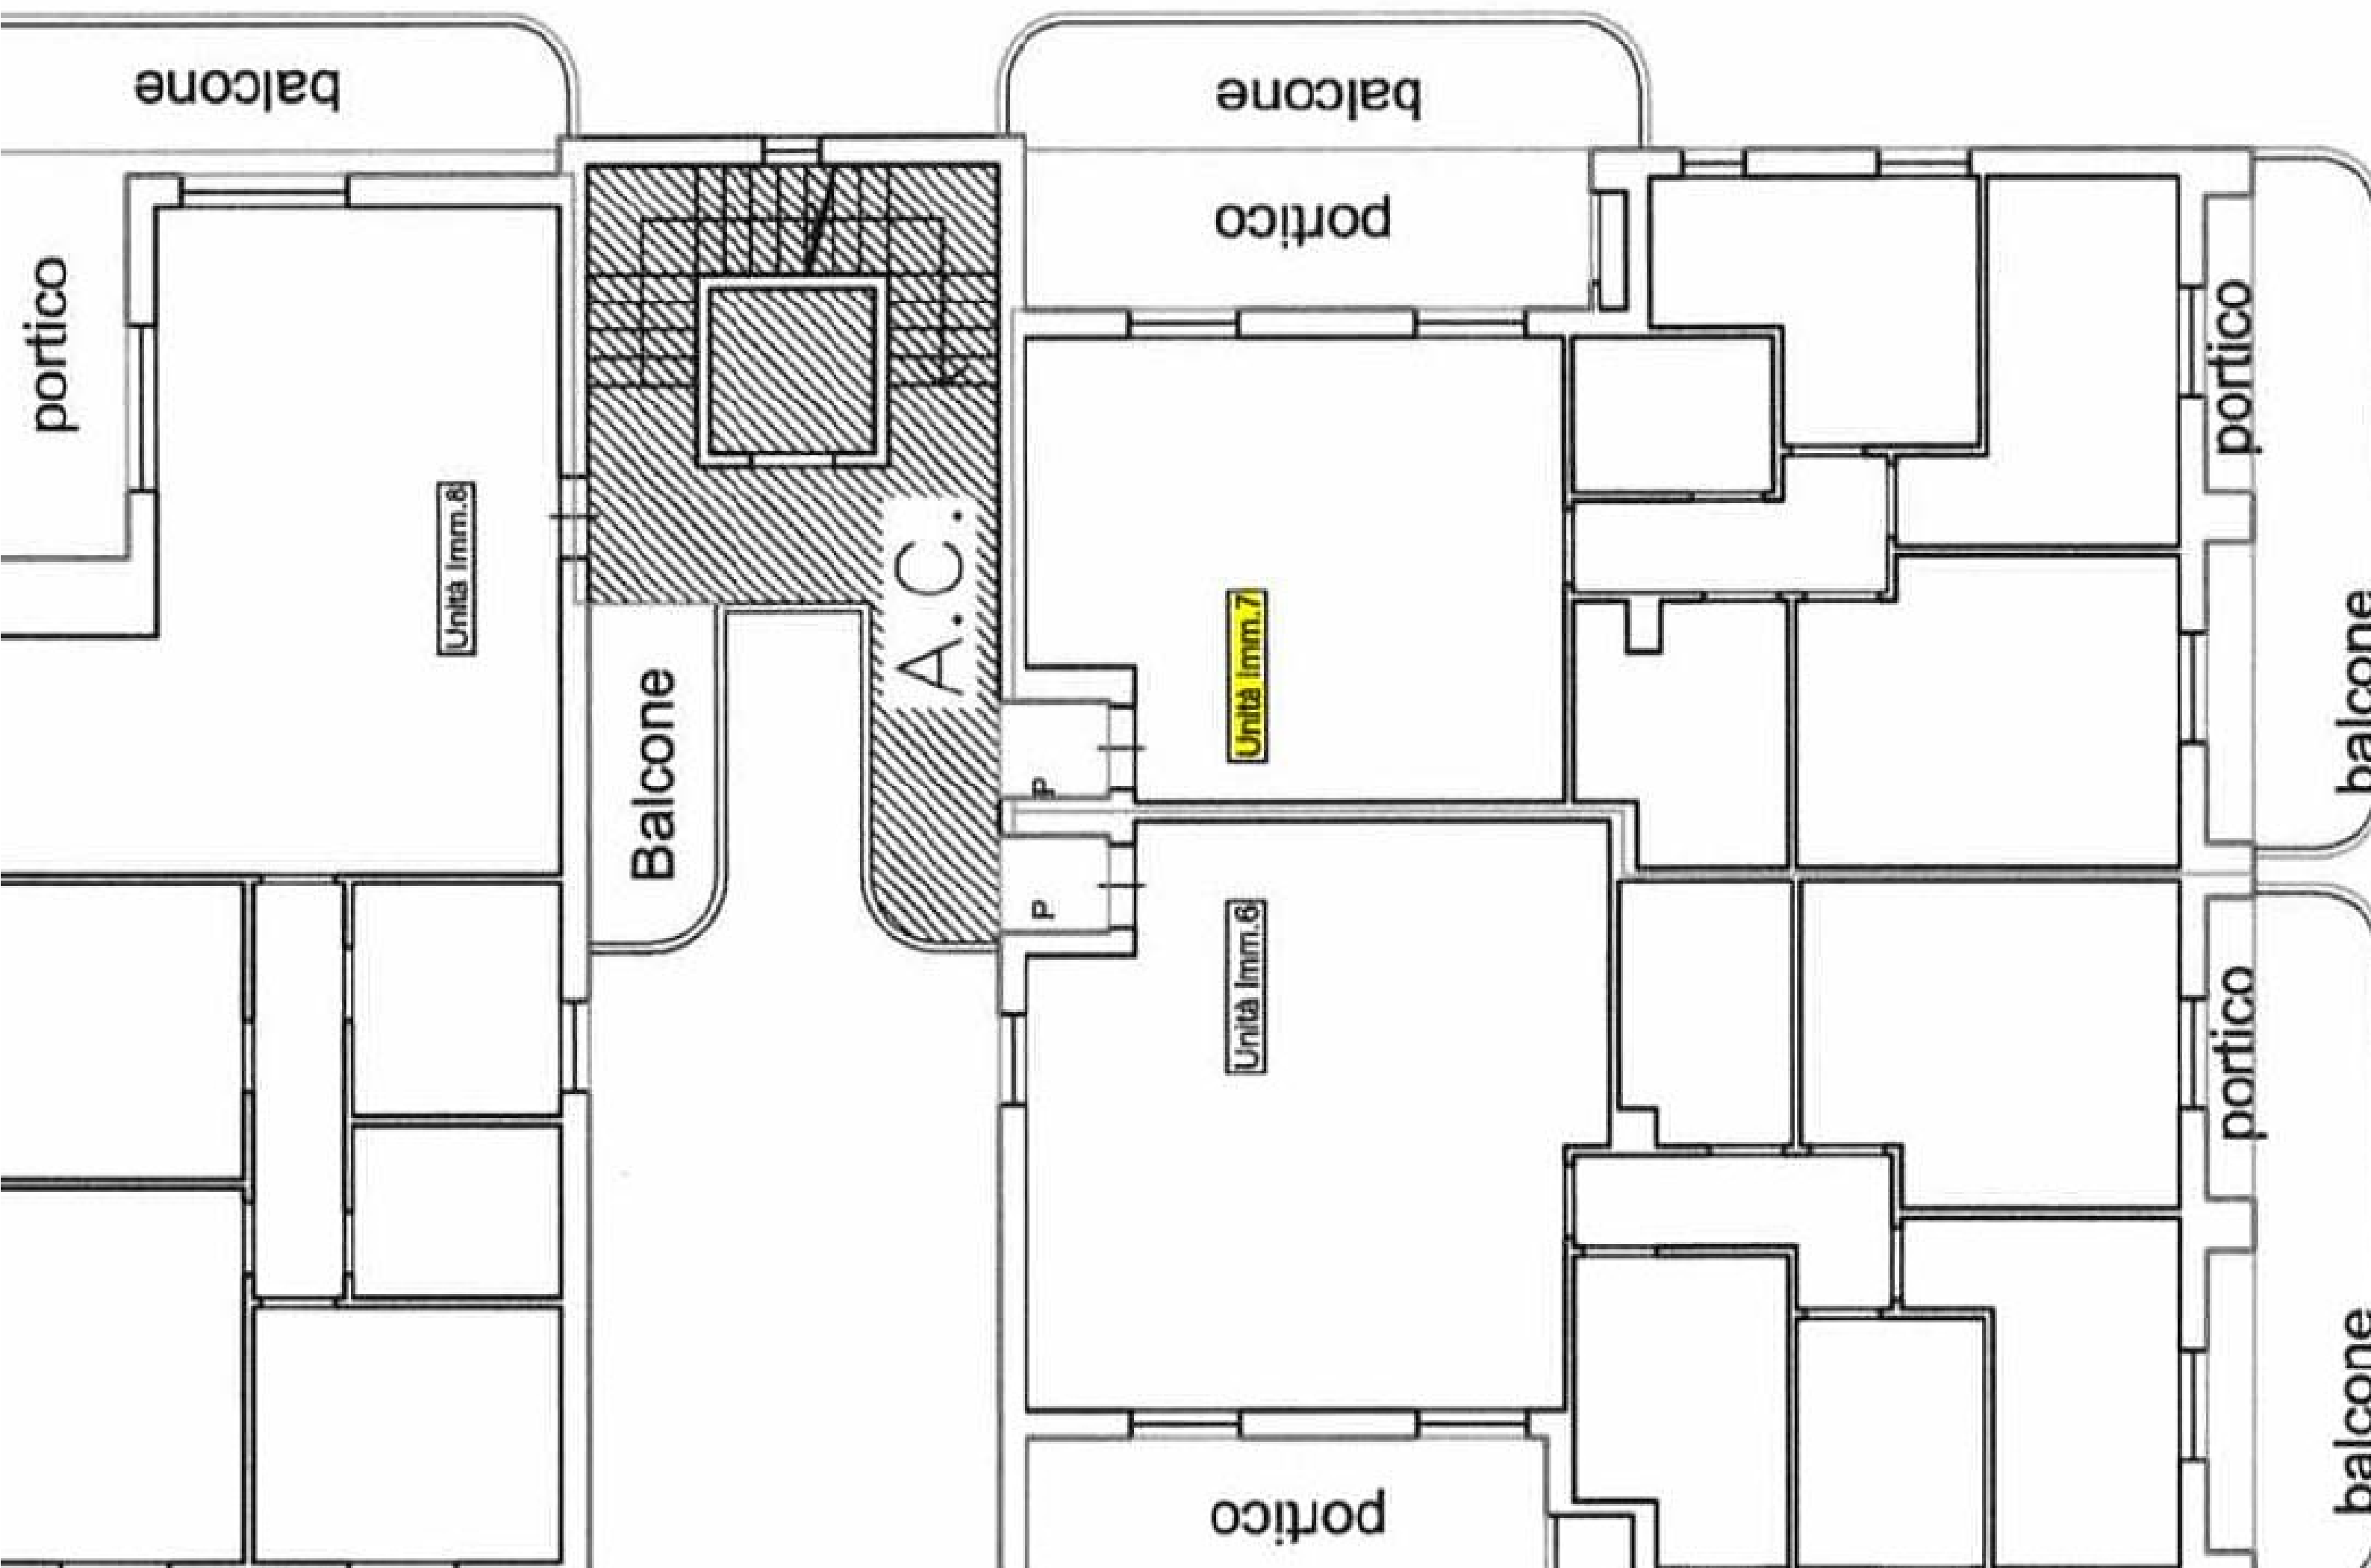 balcone
balcone
portico
portico
portico
Unità Imm.8
A.C.
Unità Imm.7
Balcone
balcone
P
P
Unità Imm.6
portico
balcone
portico